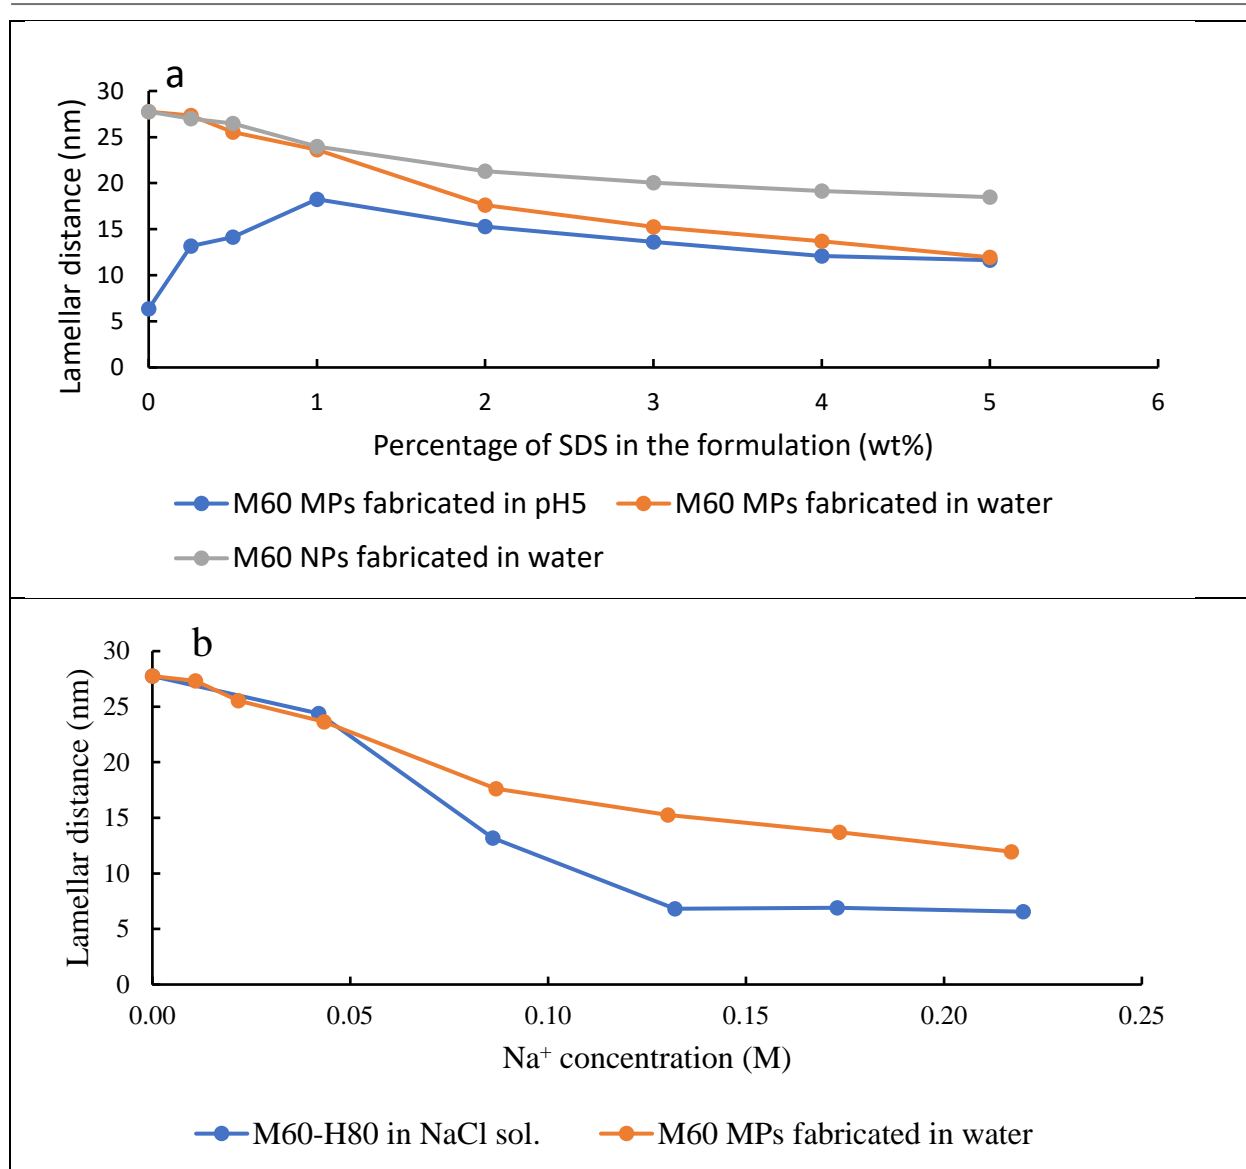 a
30
25
20
15
10
5
0
Lamellar distance (nm)
0 1 2 3 4 5 6
Percentage of SDS in the formulation (wt%)
M60 MPs fabricated in pH5 M60 MPs fabricated in water
M60 NPs fabricated in water
b
30
25
20
15
10
5
0
Lamellar distance (nm)
0.00 0.05 0.10 0.15 0.20 0.25
Na⁺ concentration (M)
M60-H80 in NaCl sol. M60 MPs fabricated in water